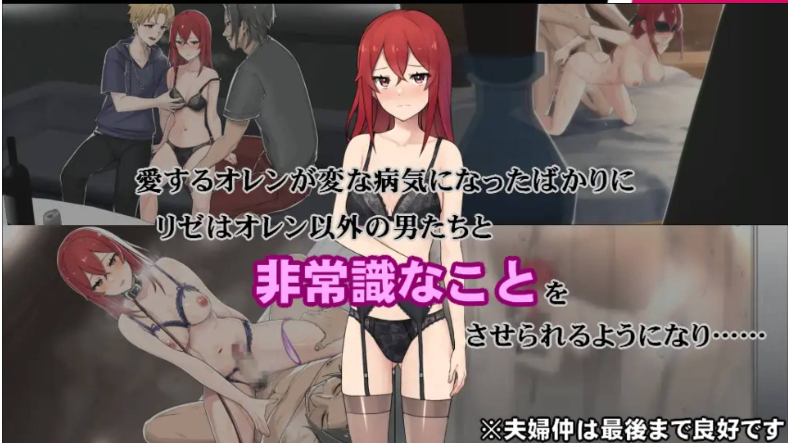 愛するオレンが変な病気になったばかりに
リゼはオレン以外の男たちと
非常識なことを
させられるようになり……
※夫婦仲は最後まで良好です